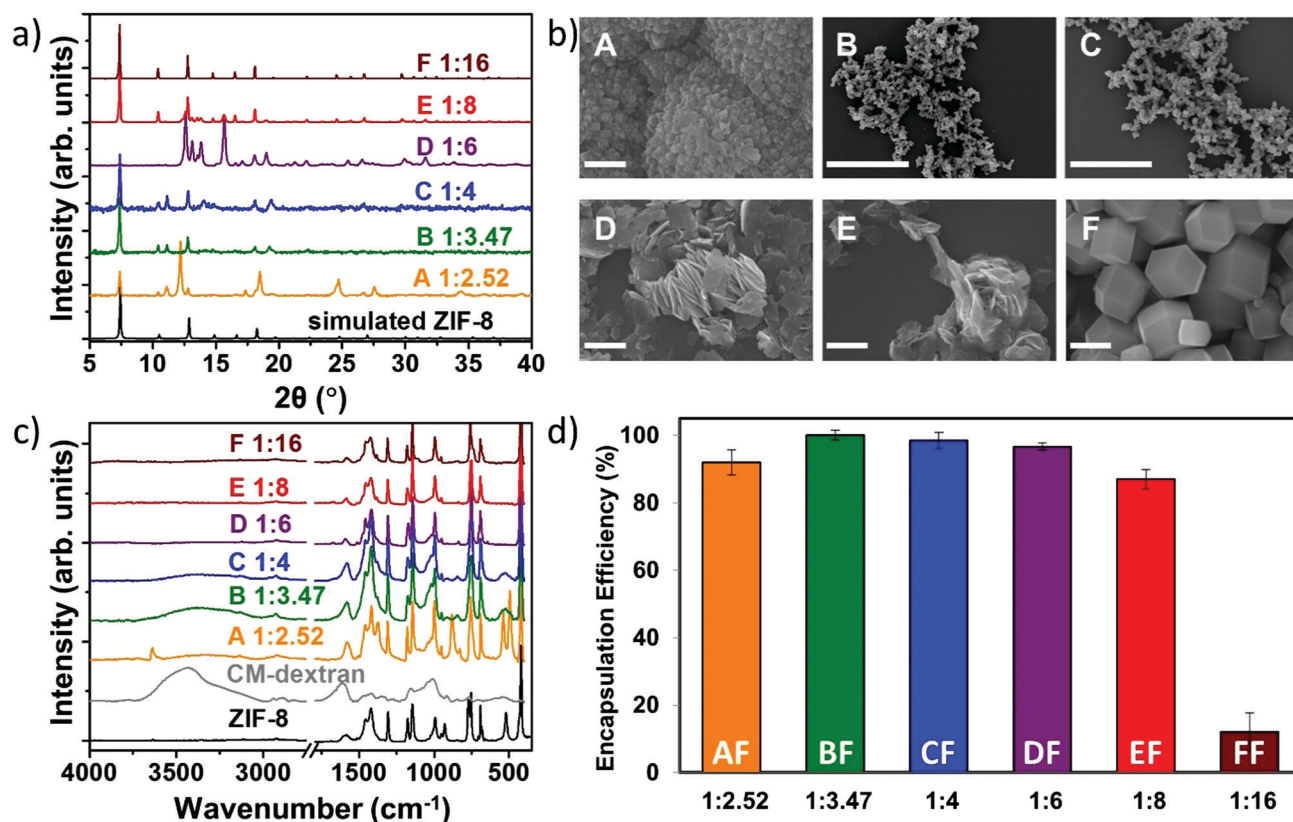 a)
Intensity (arb. units)
F 1:16
E 1:8
D 1:6
C 1:4
B 1:3.47
A 1:2.52
simulated ZIF-8
5 10 15 20 25 30 35 40
2θ (°)
b)
A
B
C
D
E
F
c)
Intensity (arb. units)
F 1:16
E 1:8
D 1:6
C 1:4
B 1:3.47
A 1:2.52
CM-dextran
ZIF-8
4000 3500 3000 1500 1000 500
Wavenumber (cm⁻¹)
d)
Encapsulation Efficiency (%)
100
80
60
40
20
0
AF BF CF DF EF FF
1:2.52 1:3.47 1:4 1:6 1:8 1:16